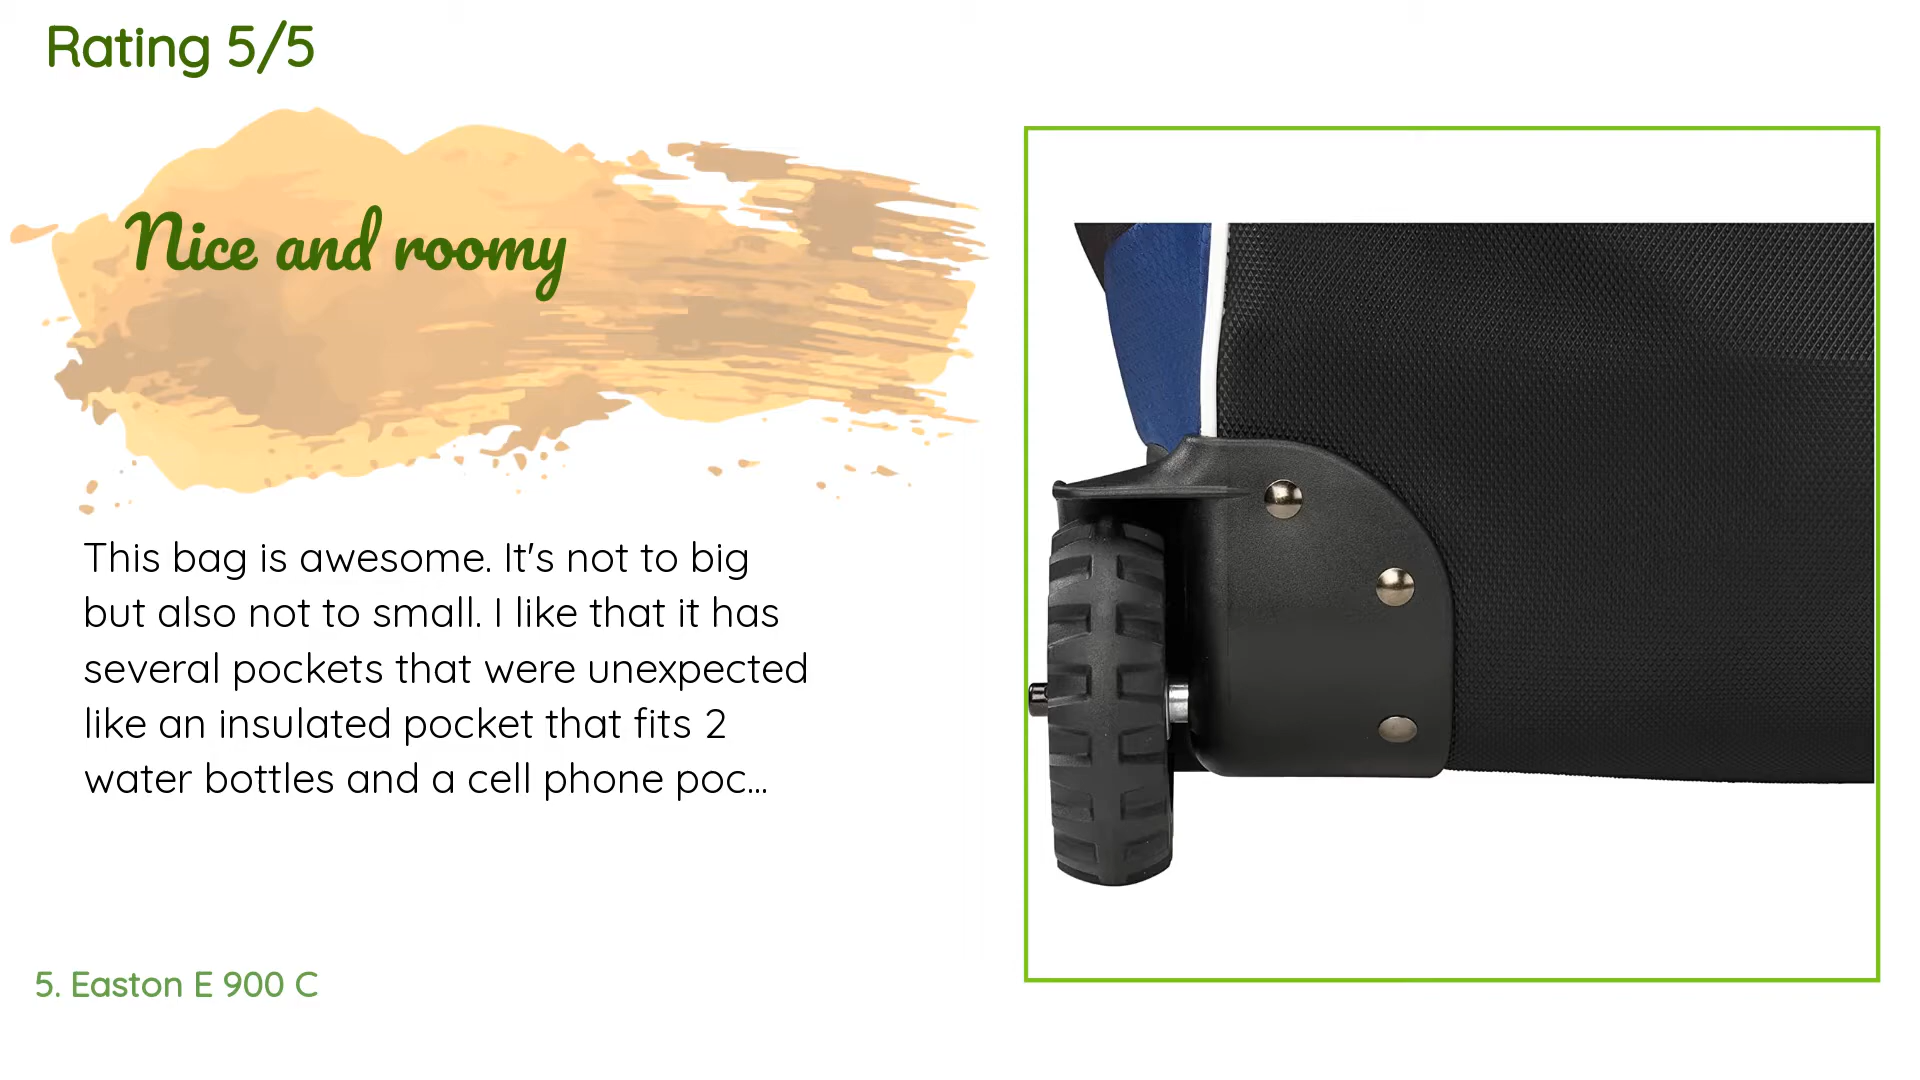 Rating 5/5
Nice and roomy
This bag is awesome. It's not to big
but also not to small. I like that it has
several pockets that were unexpected
like an insulated pocket that fits 2
water bottles and a cell phone poc...
5. Easton E 900 C